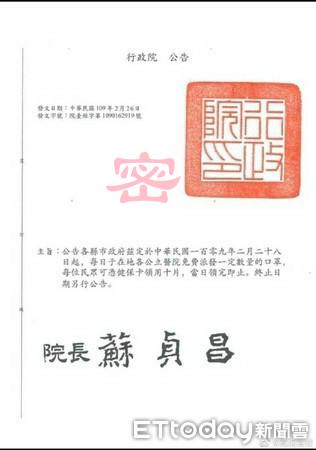 行政院 公告
發文日期：中華民國109年2月26日
發文字號：院臺經字第1090162919號
行政院印
密
主旨：公告各縣市政府茲定於中華民國一百零九年二月二十八
日起，每日于在地各公立醫院免費派發一定數量的口罩，
每位民眾可憑健保卡領用十片，當日領完即止。終止日
期另行公告。
院長 蘇貞昌
ETtoday新聞雲